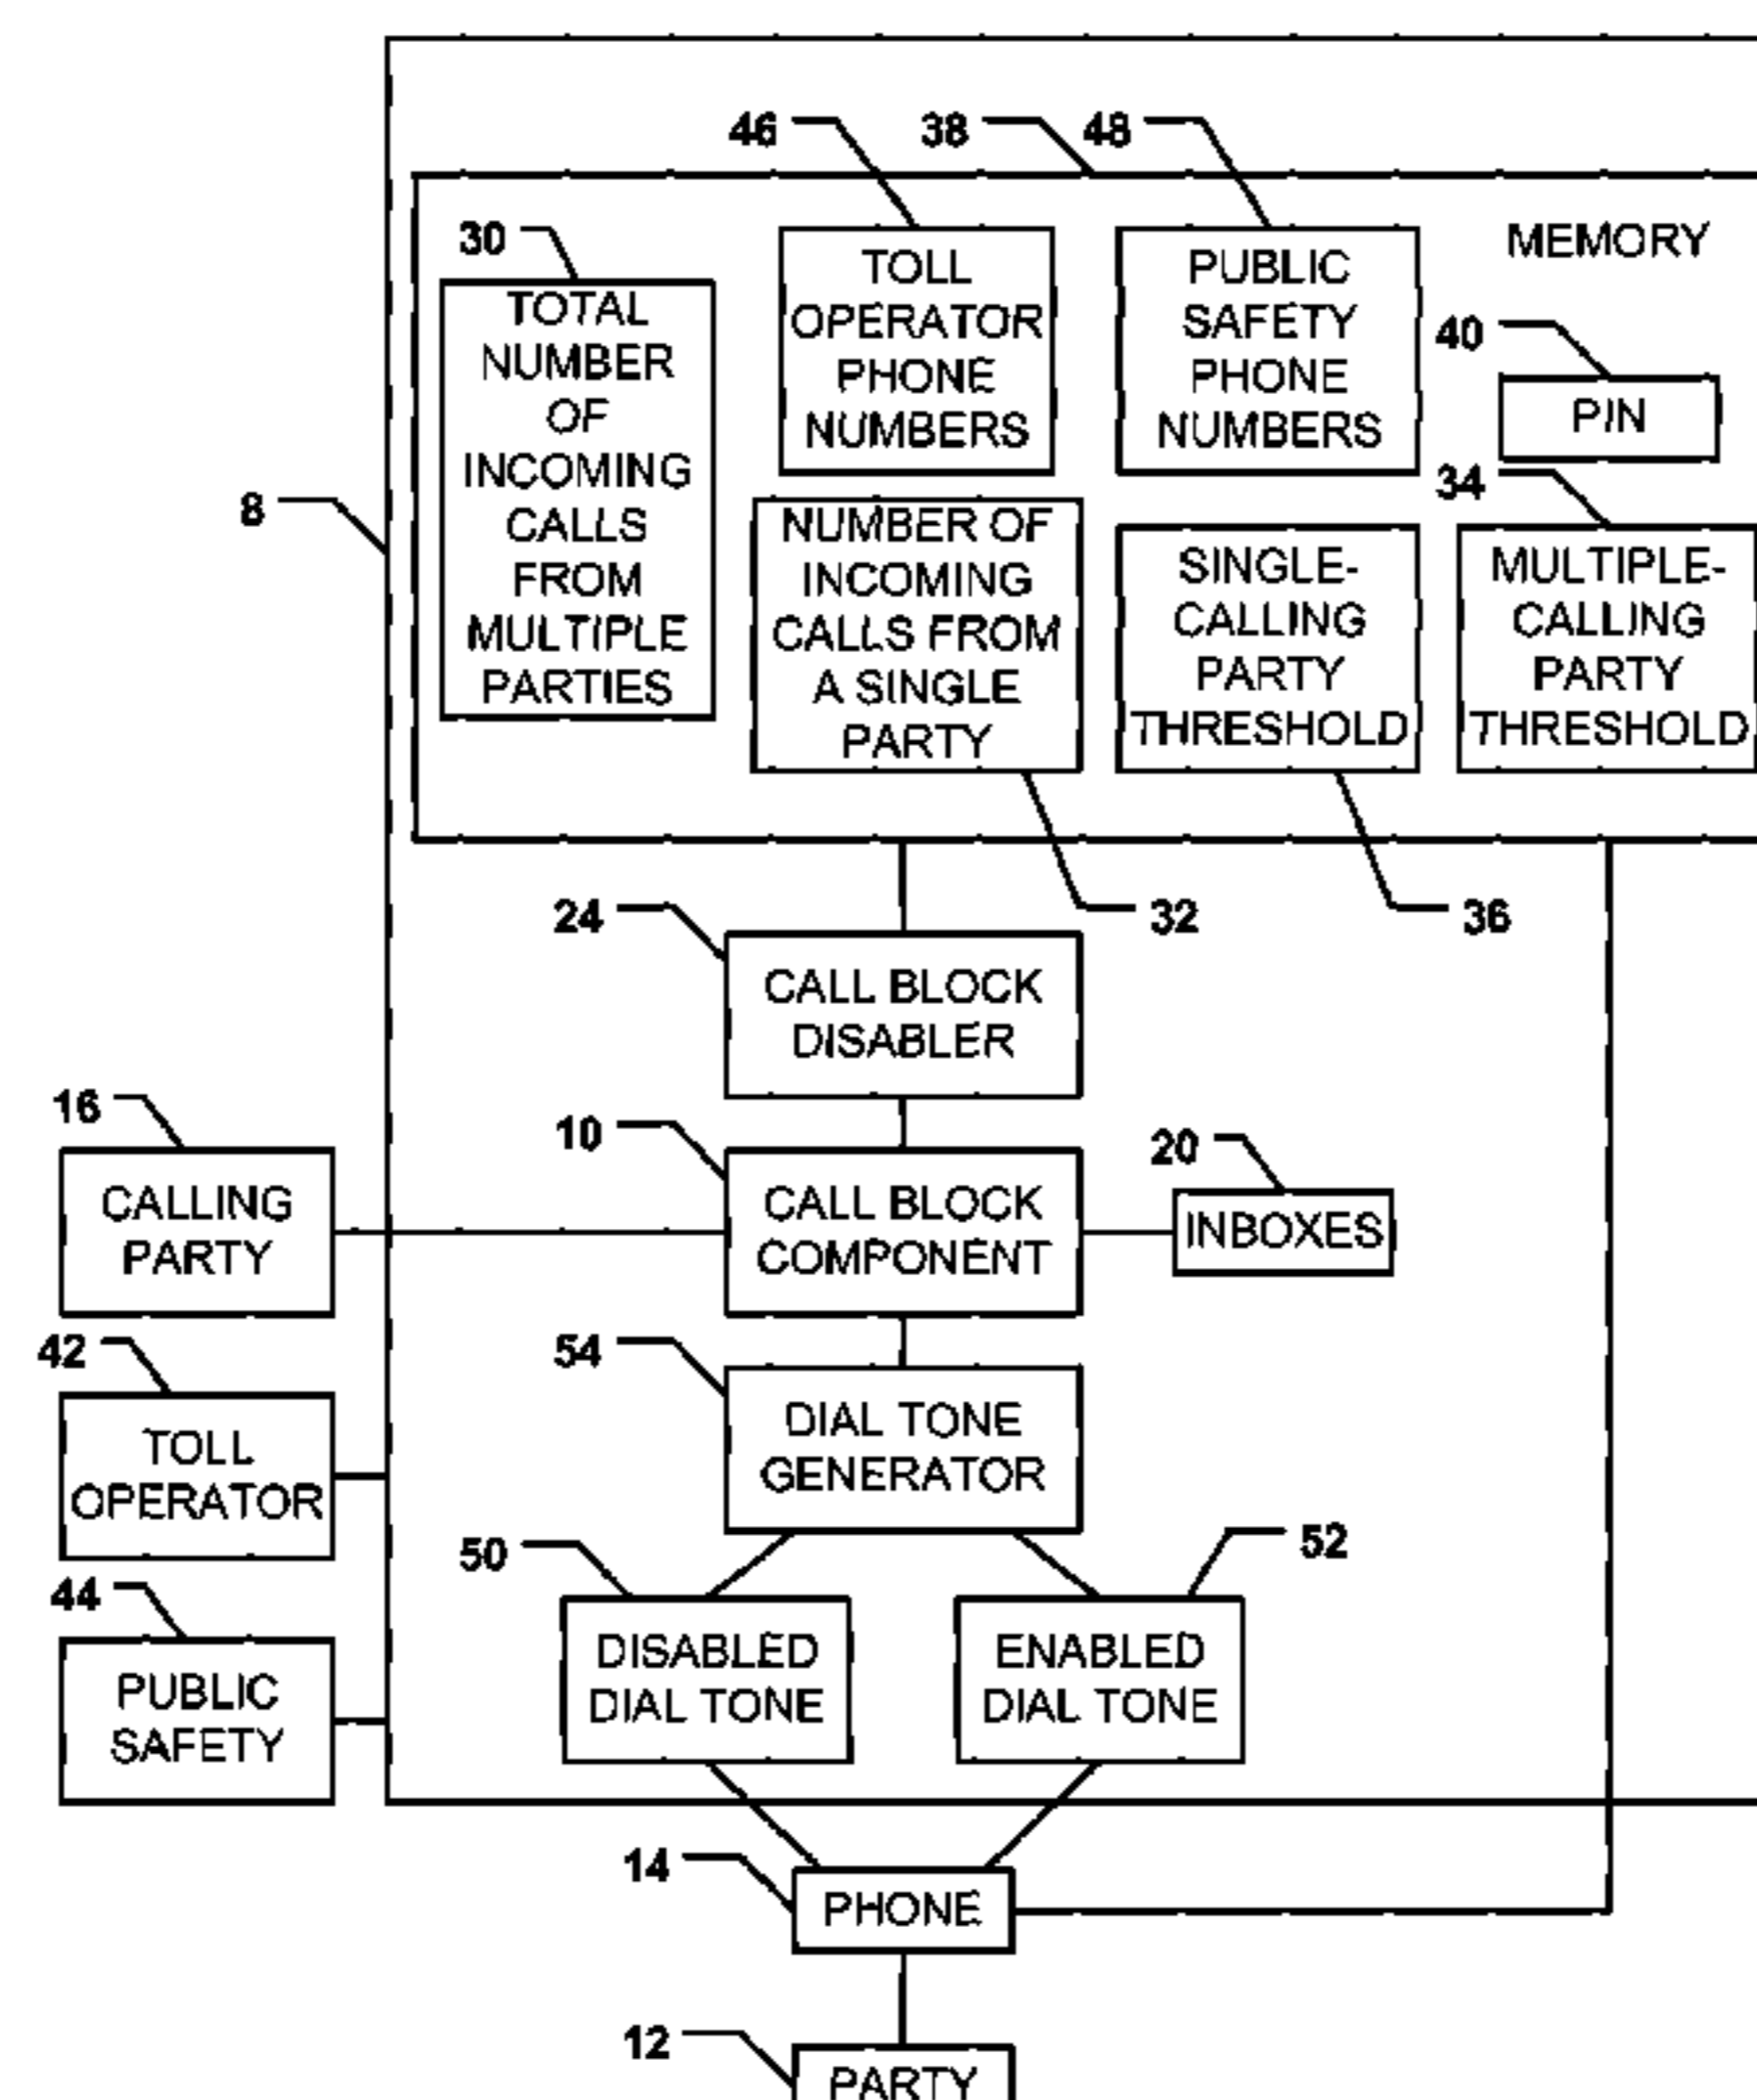 46
38
48
30
TOTAL
NUMBER
OF
INCOMING
CALLS
FROM
MULTIPLE
PARTIES
TOLL
OPERATOR
PHONE
NUMBERS
PUBLIC
SAFETY
PHONE
NUMBERS
MEMORY
40
PIN
34
8
NUMBER OF
INCOMING
CALLS FROM
A SINGLE
PARTY
SINGLE-
CALLING
PARTY
THRESHOLD
MULTIPLE-
CALLING
PARTY
THRESHOLD
24
32
36
CALL BLOCK
DISABLER
16
10
20
CALLING
PARTY
CALL BLOCK
COMPONENT
INBOXES
42
54
TOLL
OPERATOR
DIAL TONE
GENERATOR
50
52
44
PUBLIC
SAFETY
DISABLED
DIAL TONE
ENABLED
DIAL TONE
14
PHONE
12
PARTY